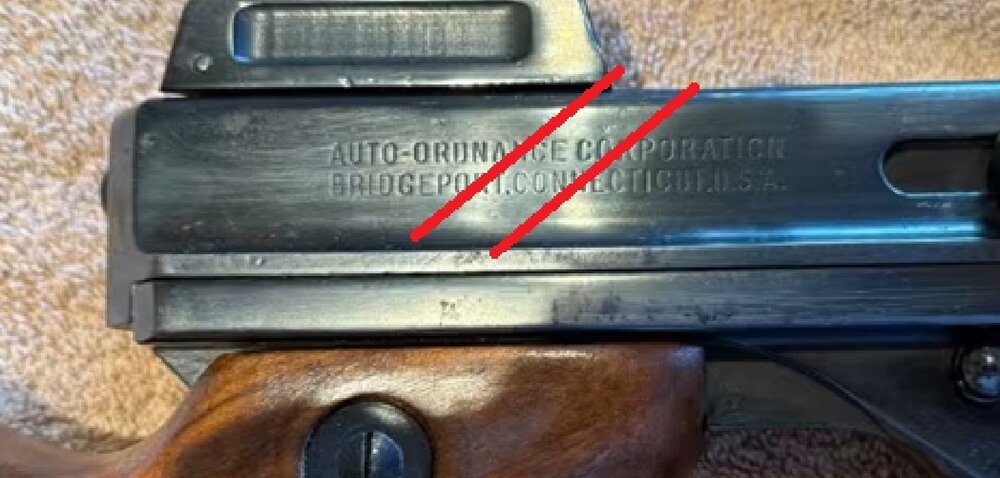 AUTO-ORDNANCE CORPORATION
BRIDGEPORT, CONNECTICUT, U.S.A.